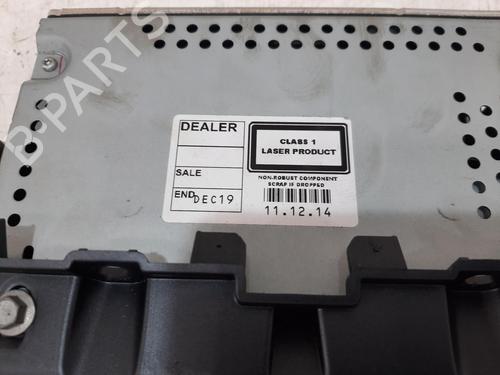 B-PARTS
DEALER
SALE
END DEC19
CLASS 1
LASER PRODUCT
NON-ROBUST COMPONENT
SCRAP IF DROPPED
11.12.14